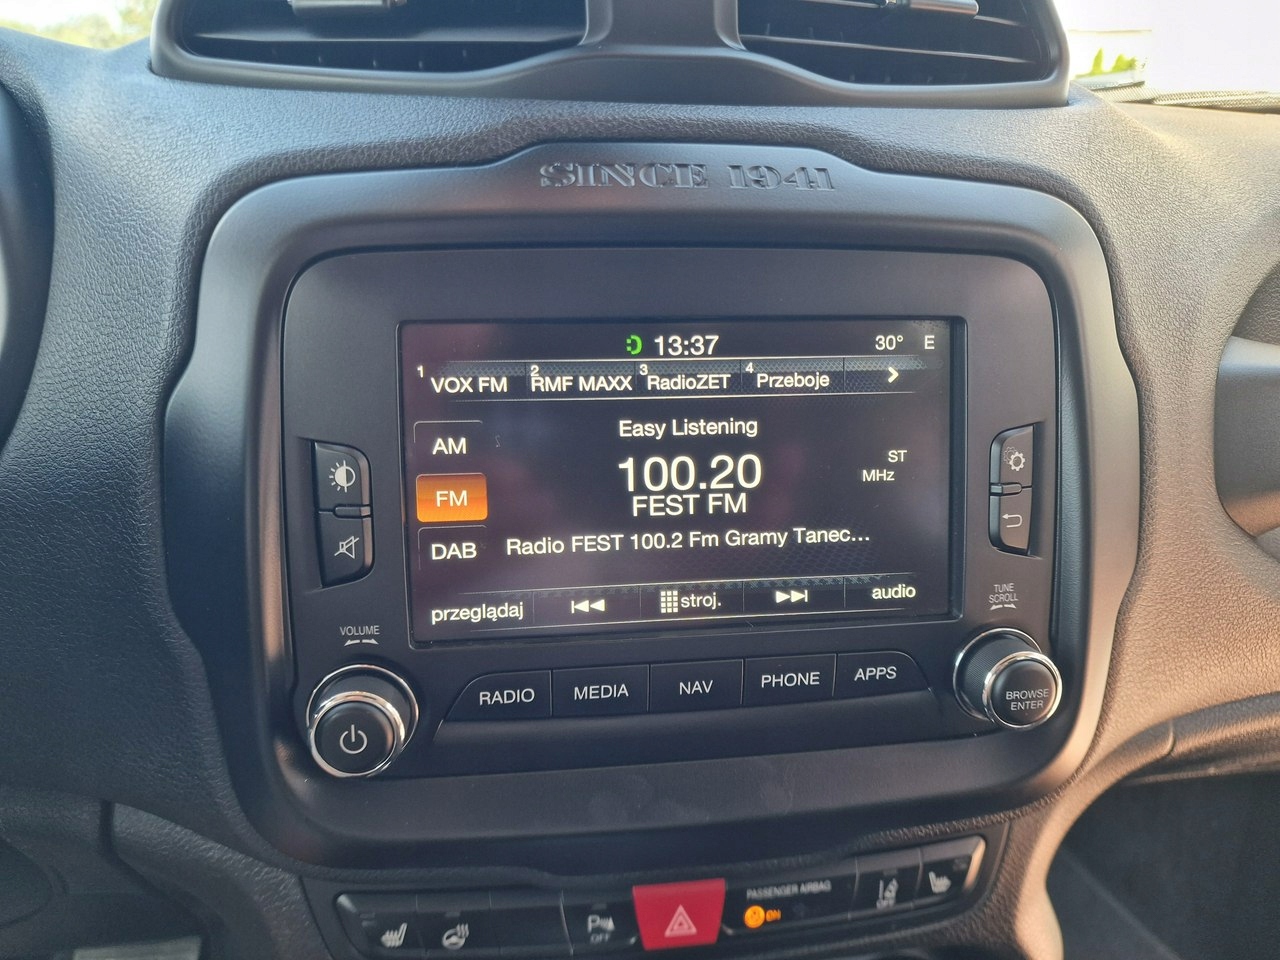 SINCE 1941
13:37 30° E
1 VOX FM 2 RMF MAXX 3 RadioZET 4 Przeboje
Easy Listening
AM
100.20
ST
MHz
FM
FEST FM
Radio FEST 100.2 Fm Gramy Tanec...
DAB
przeglądaj stroj. audio
VOLUME
TUNE
SCROLL
RADIO MEDIA NAV PHONE APPS
BROWSE
ENTER
PASSENGER AIRBAG
ON
OFF